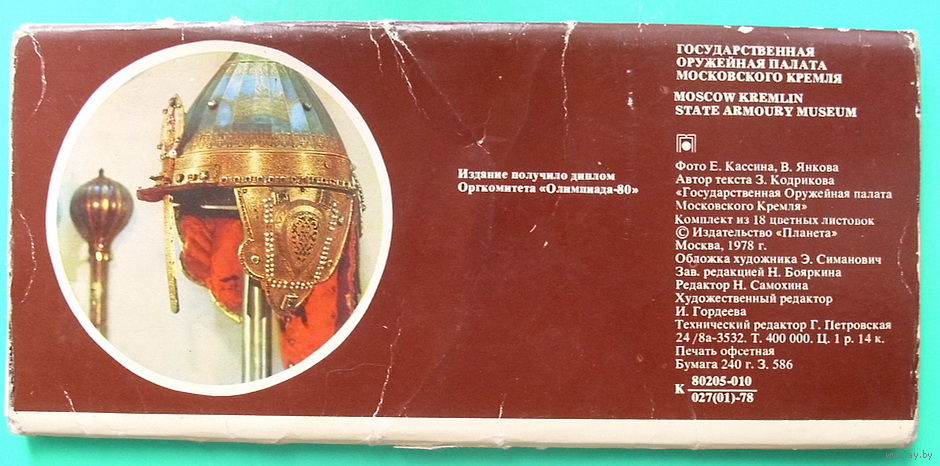 ГОСУДАРСТВЕННАЯ
ОРУЖЕЙНАЯ ПАЛАТА
МОСКОВСКОГО КРЕМЛЯ
MOSCOW KREMLIN
STATE ARMOURY MUSEUM
Издание получило диплом
Оргкомитета «Олимпиада-80»
Фото Е. Кассина, В. Янкова
Автор текста З. Кодрикова
«Государственная Оружейная палата
Московского Кремля»
Комплект из 18 цветных листовок
© Издательство «Планета»
Москва, 1978 г.
Обложка художника Э. Симанович
Зав. редакцией Н. Бояркина
Редактор Н. Самохина
Художественный редактор
И. Гордеева
Технический редактор Г. Петровская
24/8а-3532. Т. 400 000. Ц. 1 р. 14 к.
Печать офсетная
Бумага 240 г. З. 586
К 80205-010
027(01)-78